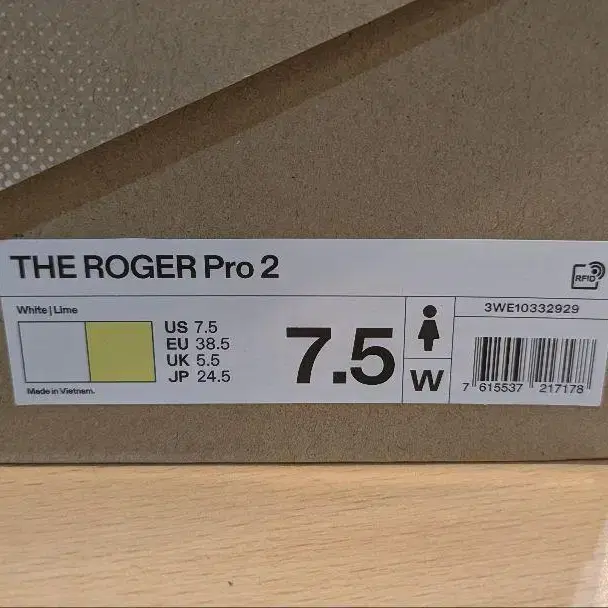 THE ROGER Pro 2
RFID
White | Lime
US 7.5
EU 38.5
UK 5.5
JP 24.5
Made in Vietnam.
7.5
W
3WE10332929
7 615537 217178